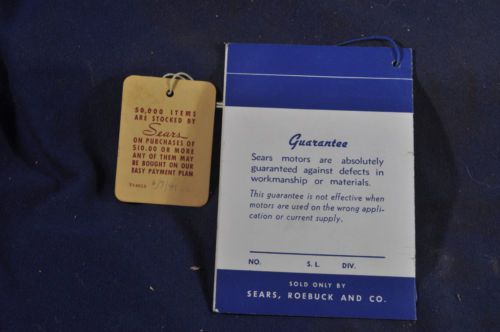 50,000 ITEMS
ARE STOCKED BY
Sears
ON PURCHASES OF
$10.00 OR MORE
ANY OF THEM MAY
BE BOUGHT ON OUR
EASY PAYMENT PLAN
Guarantee
Sears motors are absolutely
guaranteed against defects in
workmanship or materials.
This guarantee is not effective when
motors are used on the wrong appli-
cation or current supply.
NO. S. L. DIV.
SOLD ONLY BY
SEARS, ROEBUCK AND CO.